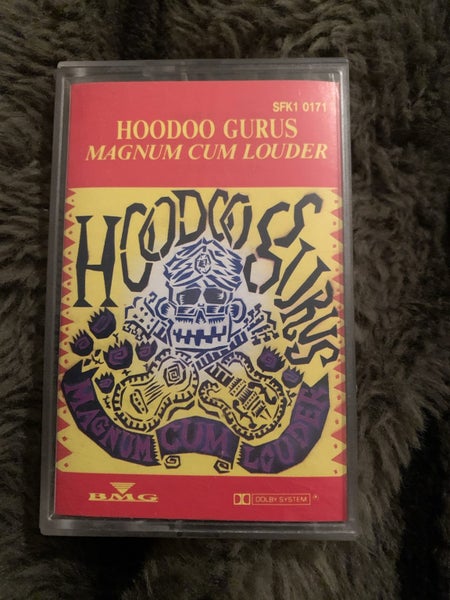 SFK1 0171
HOODOO GURUS
MAGNUM CUM LOUDER
HOODOO GURUS
MAGNUM CUM LOUDER
BMG
DOLBY SYSTEM ®